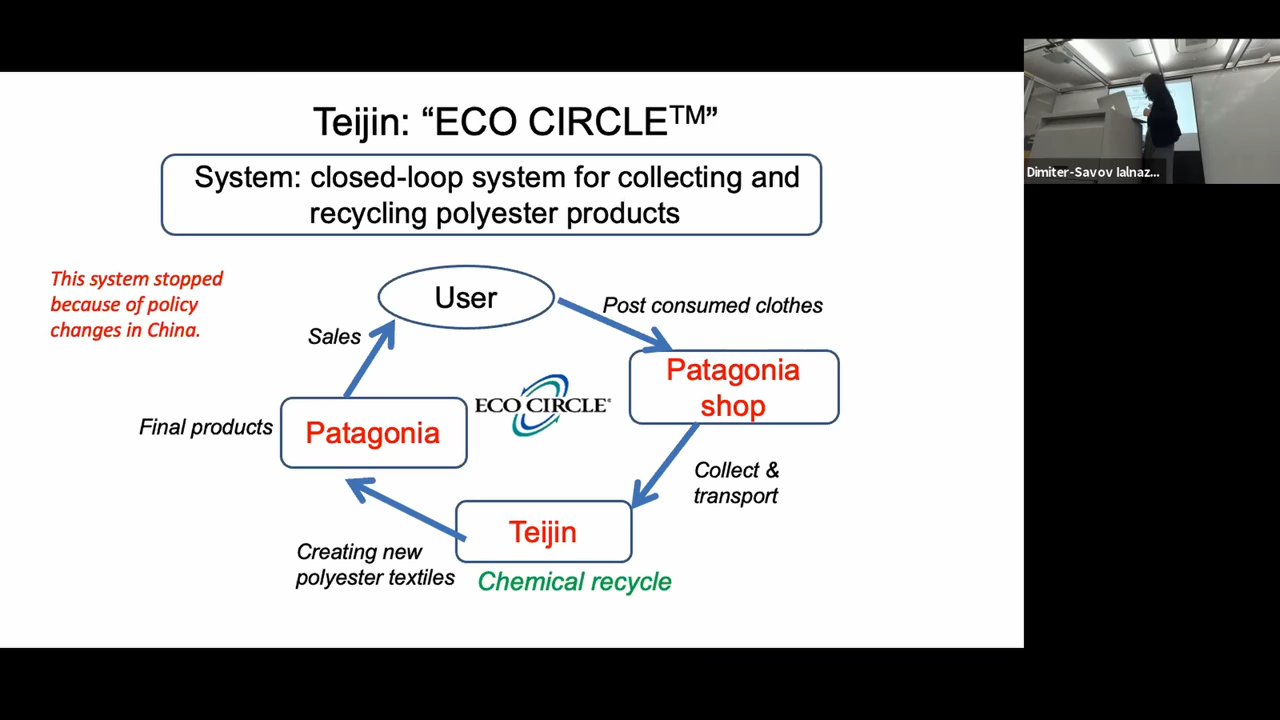 Teijin: “ECO CIRCLE™”
System: closed-loop system for collecting and
recycling polyester products
This system stopped
because of policy
changes in China.
User
Post consumed clothes
Sales
Patagonia
shop
ECO CIRCLE®
Final products
Patagonia
Collect &
transport
Teijin
Creating new
polyester textiles
Chemical recycle
Dimiter-Savov Ialnaz...